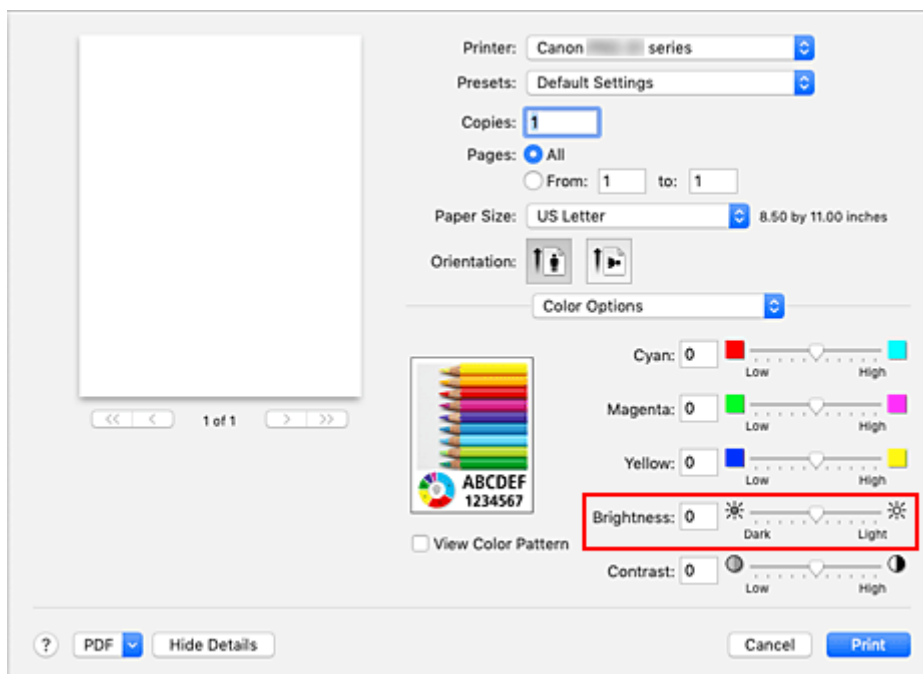 Printer: Canon series
Presets: Default Settings
Copies: 1
Pages: All
From: 1 to: 1
Paper Size: US Letter 8.50 by 11.00 inches
Orientation:
Color Options
Cyan: 0
Low High
Magenta: 0
Low High
Yellow: 0
Low High
Brightness: 0
Dark Light
Contrast: 0
Low High
ABCDEF
1234567
View Color Pattern
<< < 1 of 1 > >>
? PDF Hide Details Cancel Print